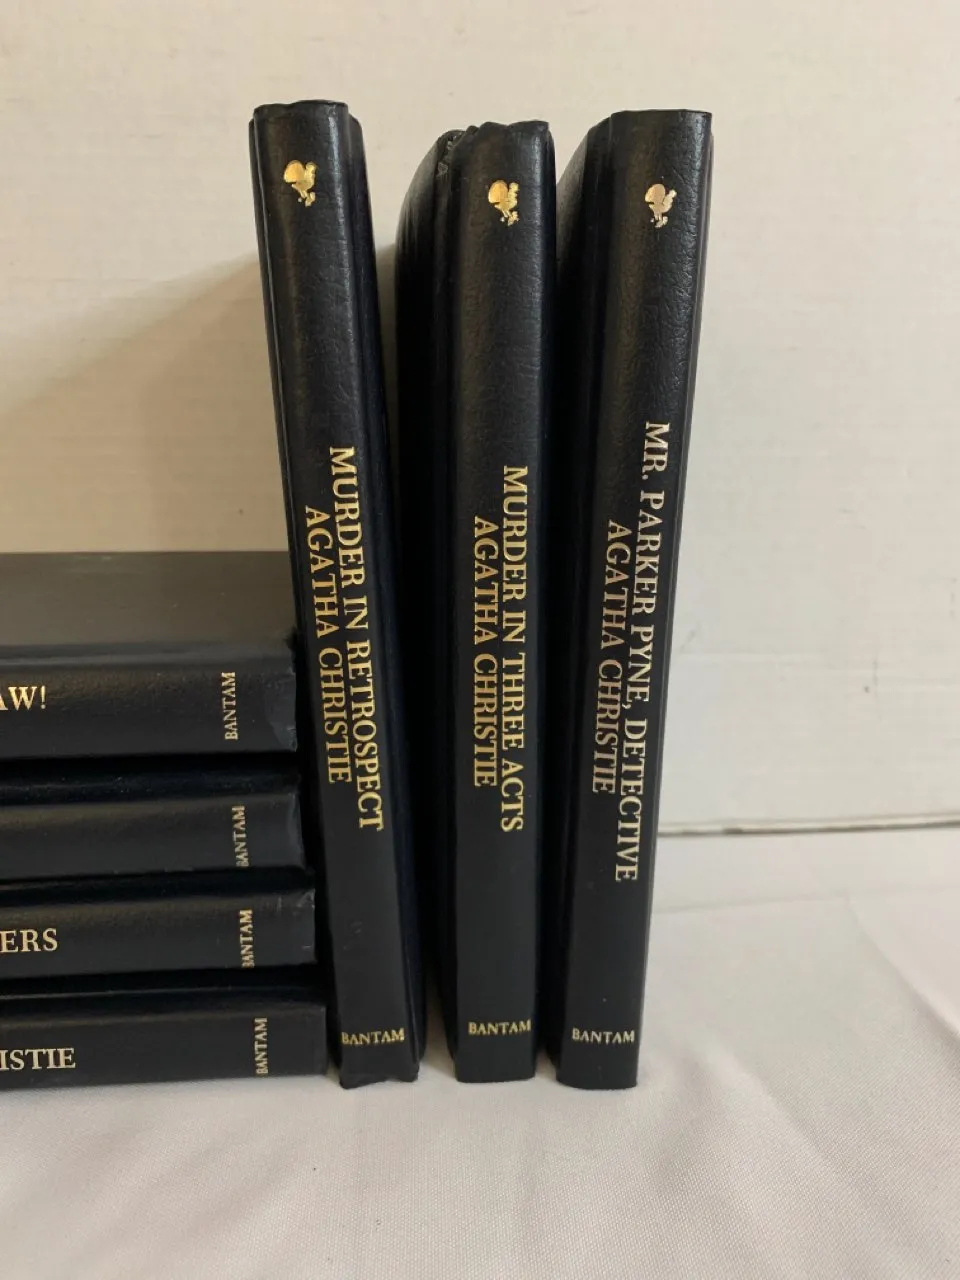 MURDER IN RETROSPECT
AGATHA CHRISTIE
BANTAM
MURDER IN THREE ACTS
AGATHA CHRISTIE
BANTAM
MR. PARKER PYNE, DETECTIVE
AGATHA CHRISTIE
BANTAM
AW!
BANTAM
BANTAM
ERS
BANTAM
ISTIE
BANTAM